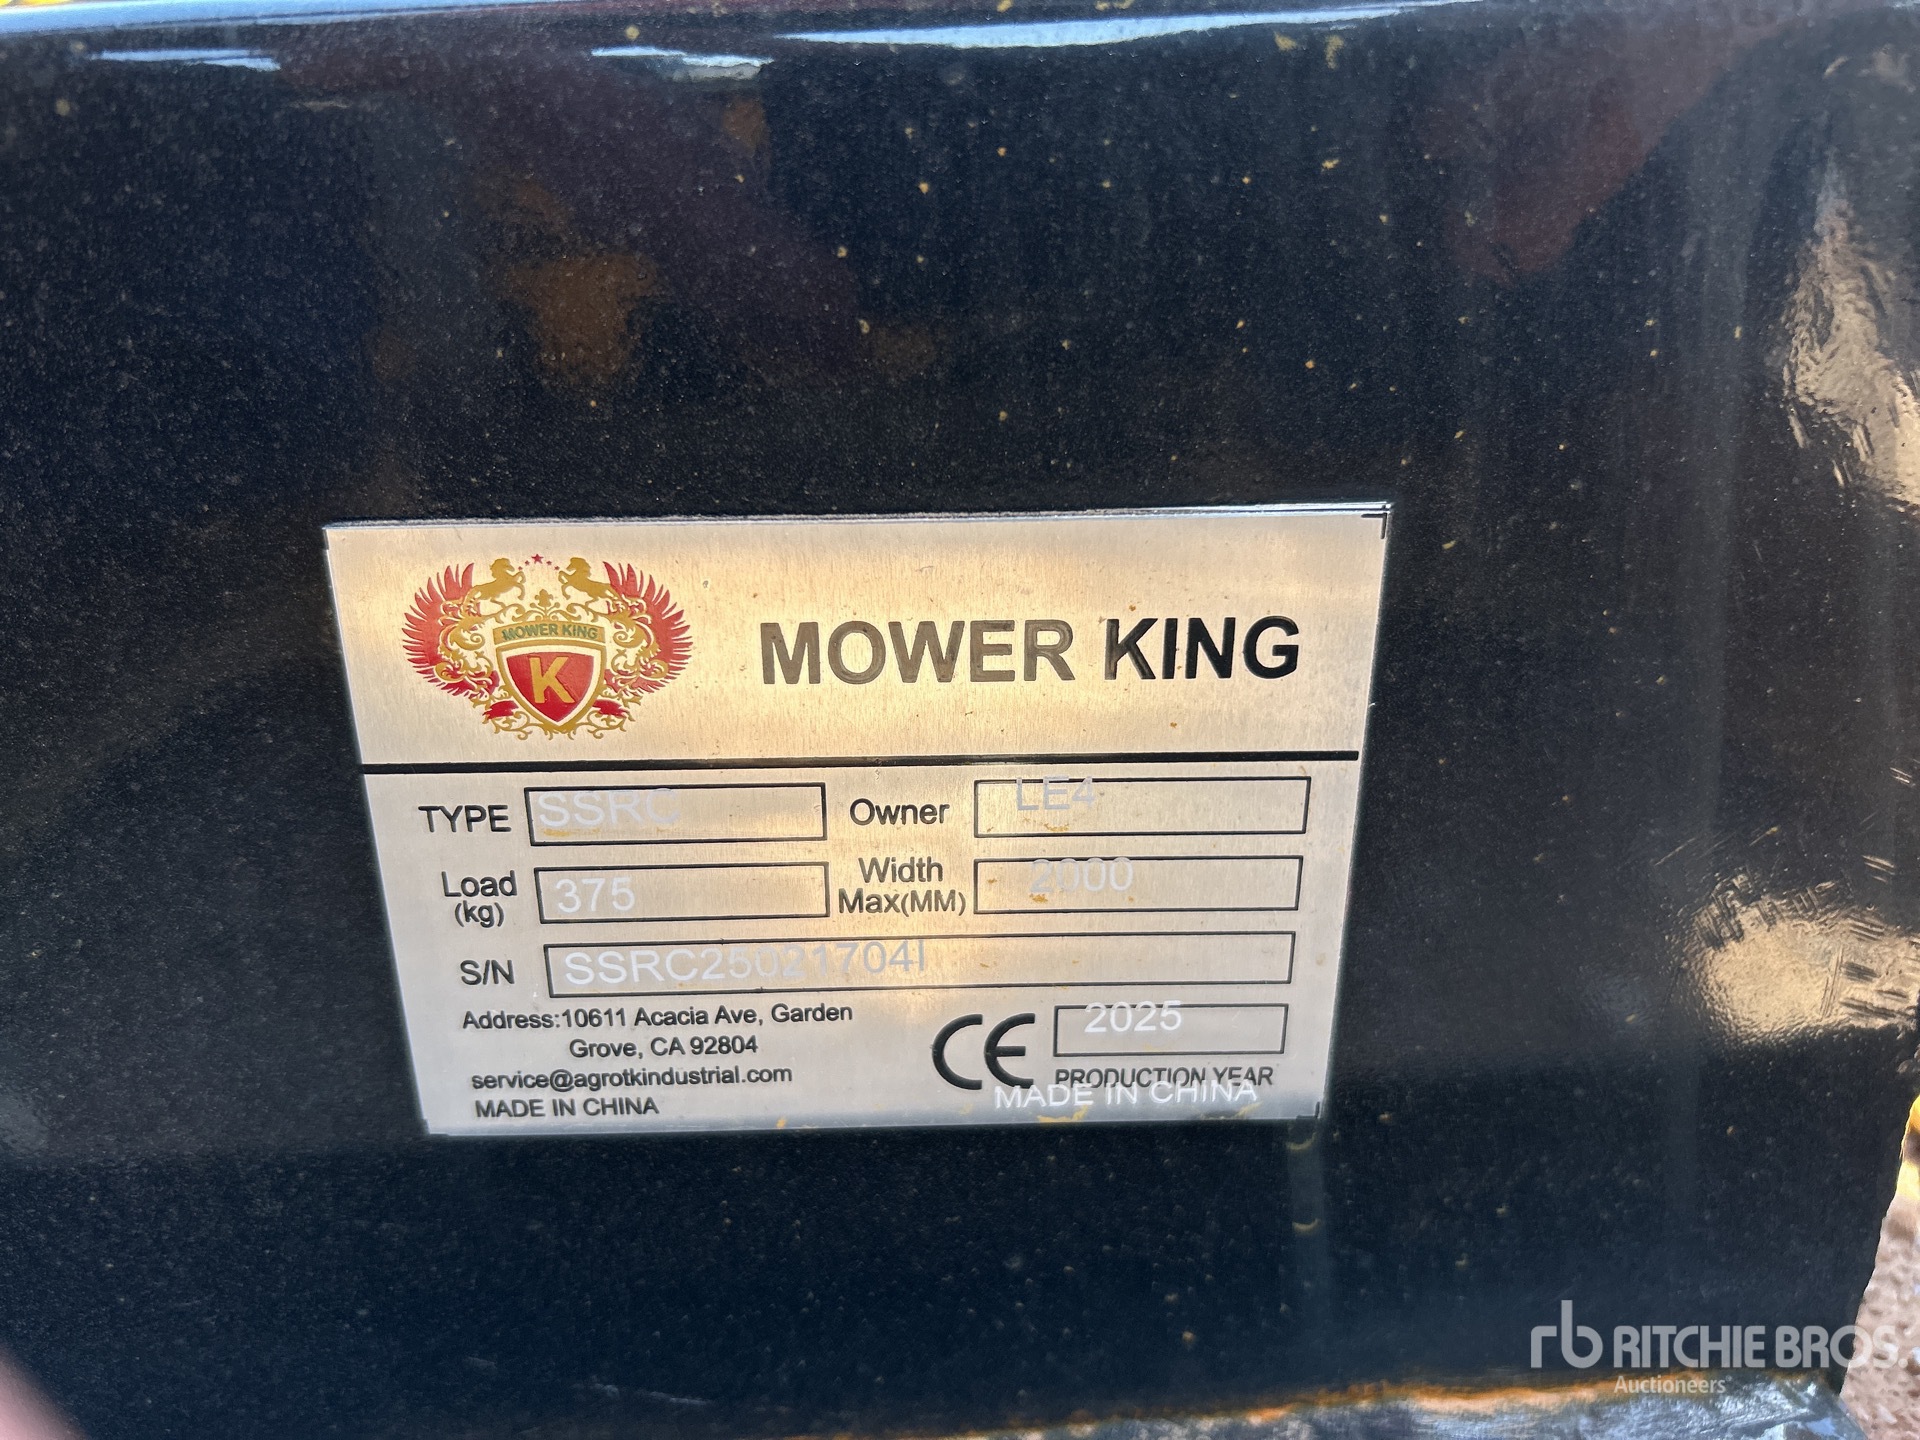 MOWER KING
K
MOWER KING
TYPE SSRC Owner LE4
Load (kg) 375 Width Max(MM) 2000
S/N SSRC25021704I
Address:10611 Acacia Ave, Garden
Grove, CA 92804
service@agrotkindustrial.com
MADE IN CHINA
CE 2025
PRODUCTION YEAR
MADE IN CHINA
rb RITCHIE BROS.
Auctioneers